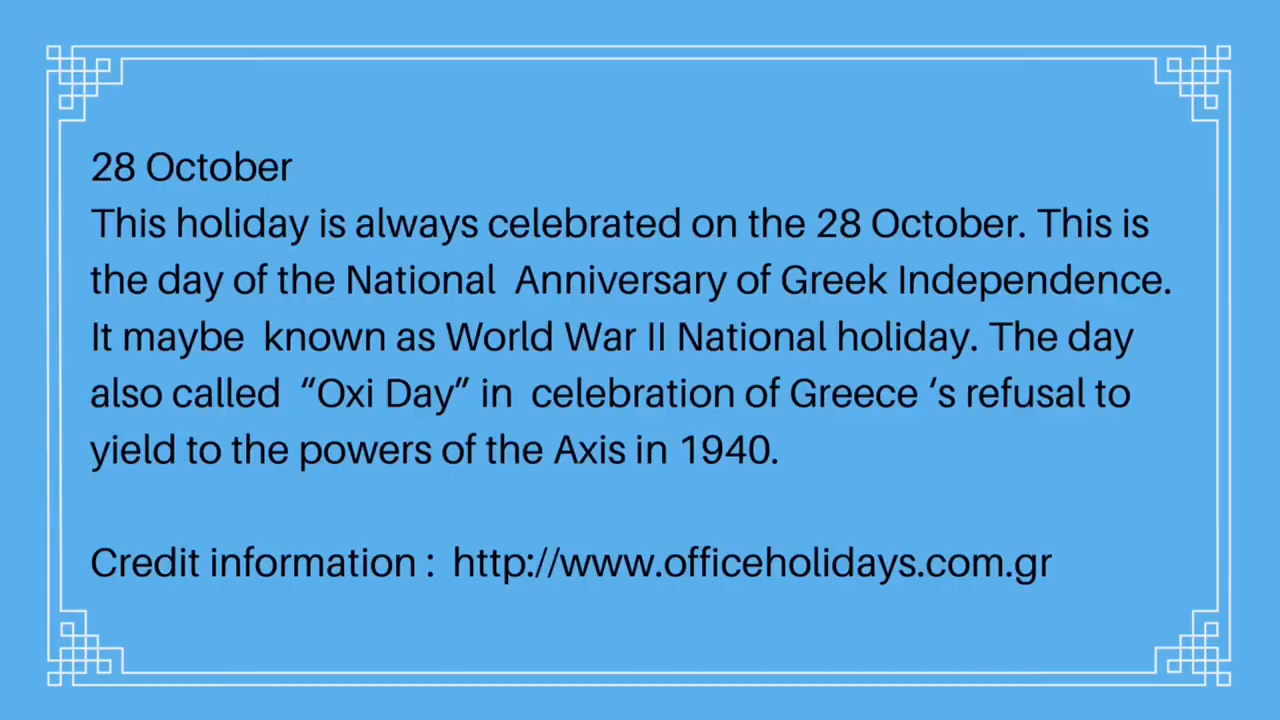 28 October
This holiday is always celebrated on the 28 October. This is
the day of the National  Anniversary of Greek Independence.
It maybe  known as World War II National holiday. The day
also called  “Oxi Day” in  celebration of Greece ‘s refusal to
yield to the powers of the Axis in 1940.
Credit information :  http://www.officeholidays.com.gr